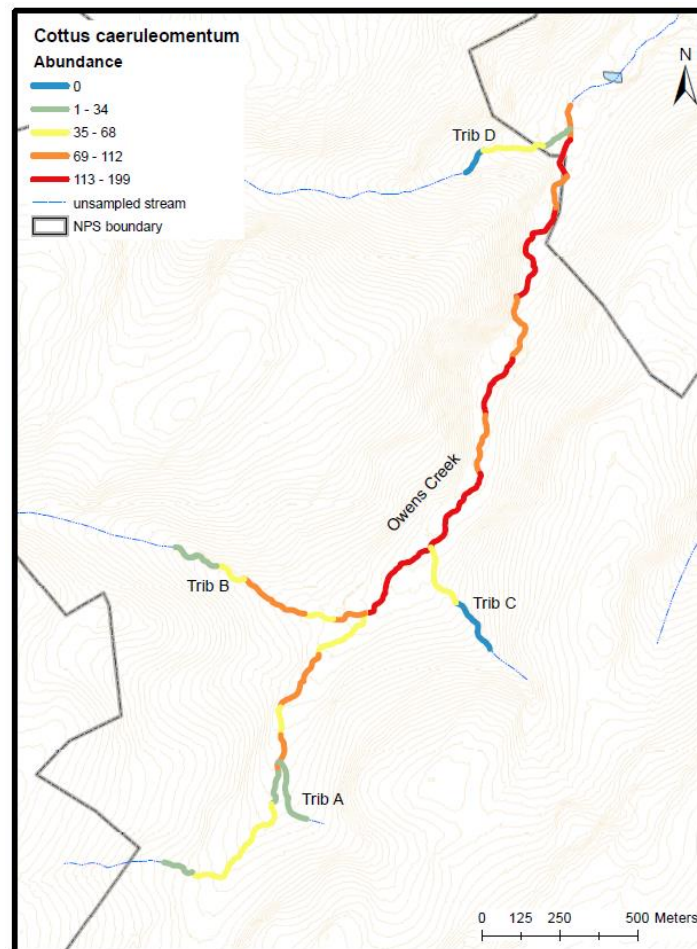 Cottus caeruleomentum
Abundance
0
1 - 34
35 - 68
69 - 112
113 - 199
unsampled stream
NPS boundary
N
Trib D
Owens Creek
Trib B
Trib C
Trib A
0 125 250 500 Meters